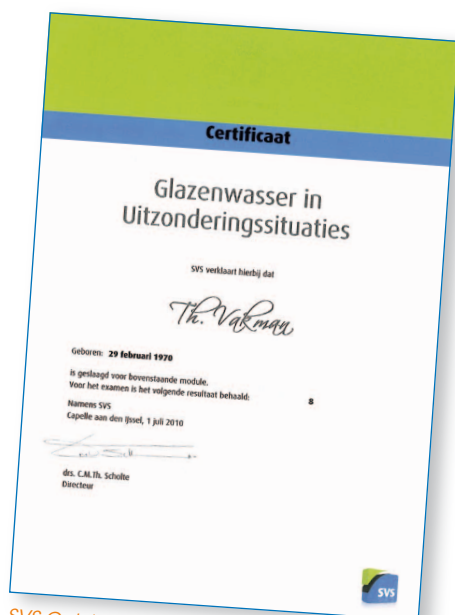 Certificaat
Glazenwasser in
Uitzonderingssituaties
SVS verklaart hierbij dat
Th. Vakman
Geboren: 29 februari 1970
is geslaagd voor bovenstaande module.
Voor het examen is het volgende resultaat behaald: 8
Namens SVS
Capelle aan den Ijssel, 1 juli 2010
drs. C.M.Th. Scholte
Directeur
SVS
SVS